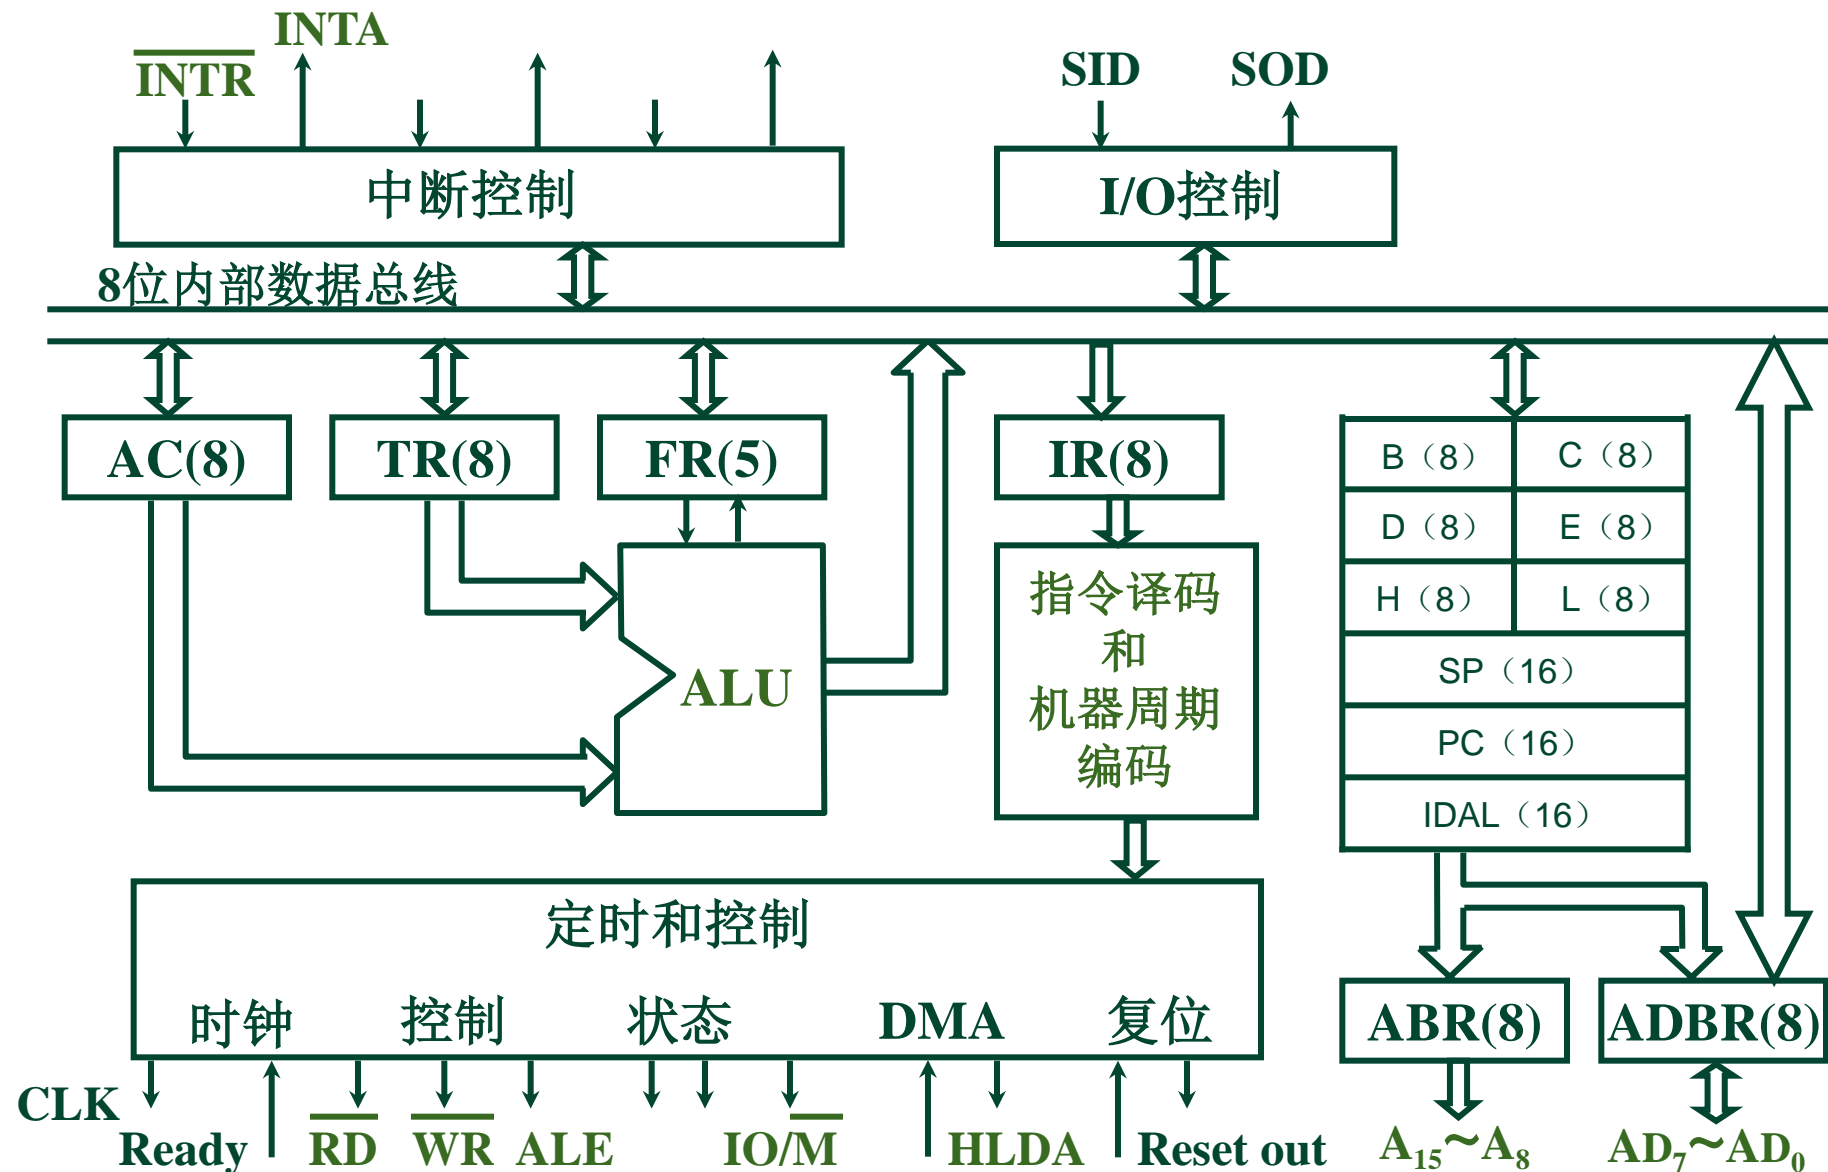 INTA
INTR
SID SOD
中断控制
I/O控制
8位内部数据总线
AC(8) TR(8) FR(5) IR(8)
B（8） C（8）
D（8） E（8）
H（8） L（8）
SP（16）
PC（16）
IDAL（16）
ALU
指令译码
和
机器周期
编码
定时和控制
时钟 控制 状态 DMA 复位
ABR(8) ADBR(8)
CLK
Ready RD WR ALE IO/M HLDA Reset out
A15～A8 AD7～AD0